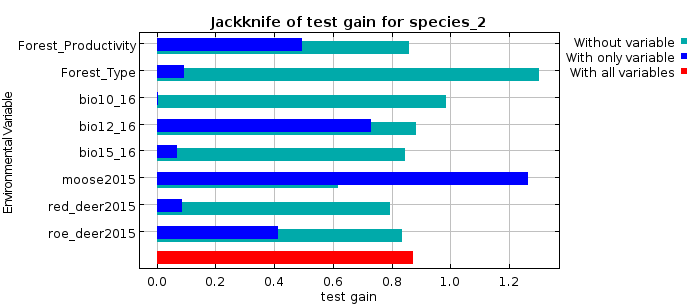 Jackknife of test gain for species_2
Environmental Variable
Forest_Productivity
Forest_Type
bio10_16
bio12_16
bio15_16
moose2015
red_deer2015
roe_deer2015
0.0 0.2 0.4 0.6 0.8 1.0 1.2
test gain
Without variable
With only variable
With all variables